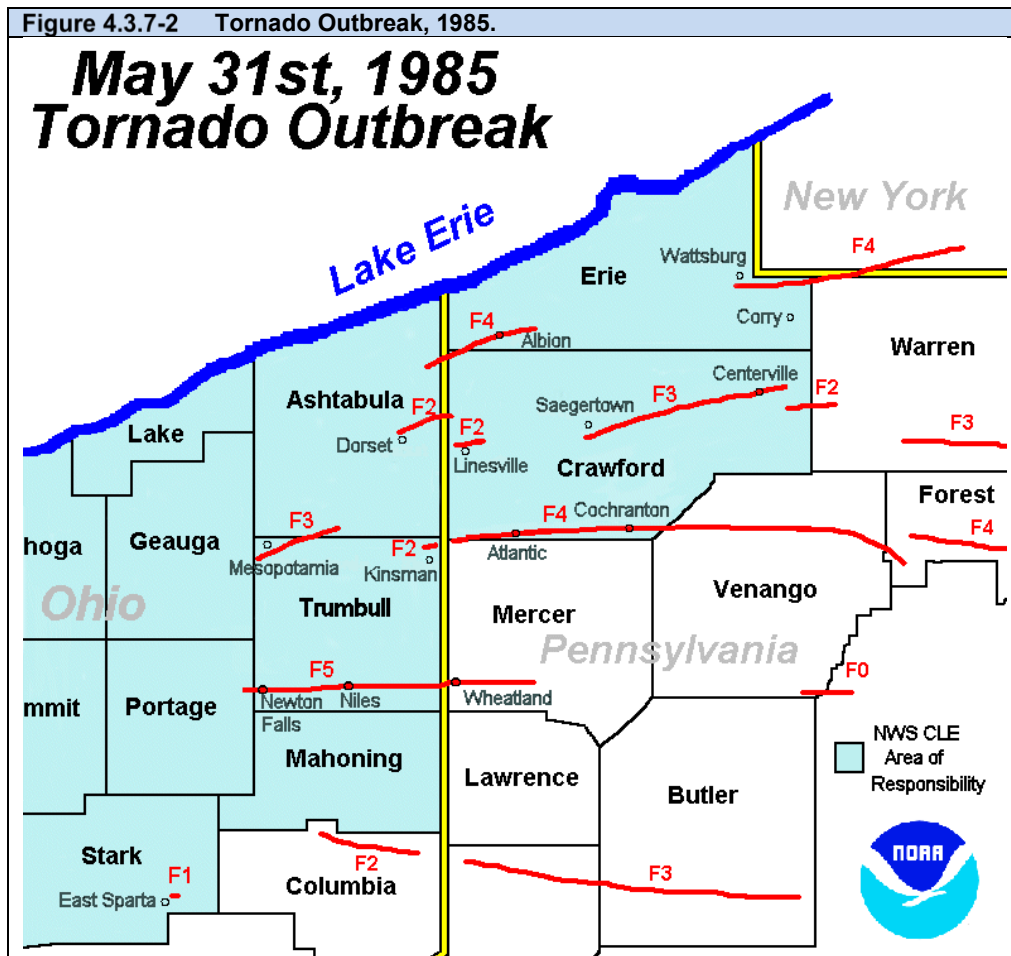 Figure 4.3.7-2 Tornado Outbreak, 1985.
May 31st, 1985
Tornado Outbreak
New York
Lake Erie
Wattsburg
F4
Erie
Corry
F4
Albion
Warren
Centerville
Ashtabula
F2
F3
F2
Saegertown
Lake
Dorset
F2
Linesville
F3
Crawford
Forest
Cochranton
F3
F4
F4
hoga
Geauga
F2
Atlantic
Mesopotamia
Kinsman
Ohio
Trumbull
Mercer
Venango
Pennsylvania
F5
F0
mmit
Portage
Newton
Falls
Niles
Wheatland
NWS CLE
Area of
Responsibility
Mahoning
Lawrence
Butler
Stark
F2
NOAA
F1
Columbia
F3
East Sparta